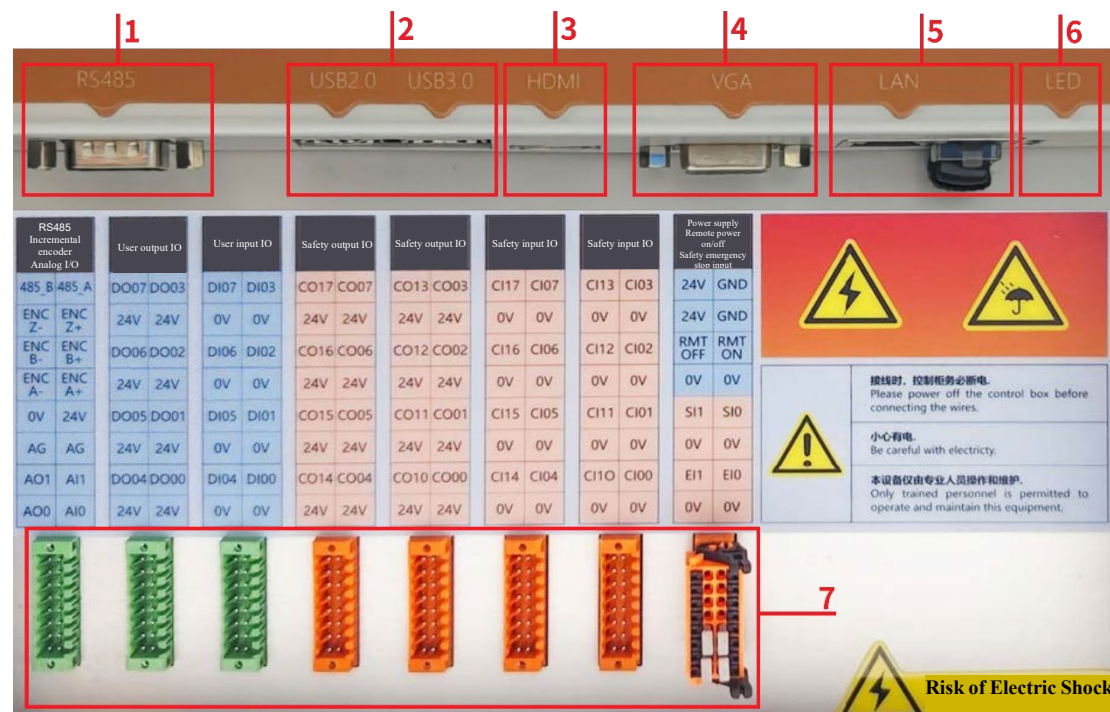 1 2 3 4 5 6
RS485 USB2.0 USB3.0 HDMI VGA LAN LED
RS485
Incremental
encoder
Analog I/O
User output IO
User input IO
Safety output IO
Safety output IO
Safety input IO
Safety input IO
Power supply
Remote power
on/off
Safety emergency
stop input
485_B 485_A DO07 DO03 DI07 DI03 CO17 CO07 CO13 CO03 CI17 CI07 CI13 CI03 24V GND
ENC Z- ENC Z+ 24V 24V 0V 0V 24V 24V 24V 24V 0V 0V 0V 0V 24V GND
ENC B- ENC B+ DO06 DO02 DI06 DI02 CO16 CO06 CO12 CO02 CI16 CI06 CI12 CI02 RMT OFF RMT ON
ENC A- ENC A+ 24V 24V 0V 0V 24V 24V 24V 24V 0V 0V 0V 0V 0V 0V
0V 24V DO05 DO01 DI05 DI01 CO15 CO05 CO11 CO01 CI15 CI05 CI11 CI01 SI1 SI0
AG AG 24V 24V 0V 0V 24V 24V 24V 24V 0V 0V 0V 0V 0V 0V
AO1 AI1 DO04 DO00 DI04 DI00 CO14 CO04 CO10 CO00 CI14 CI04 CI1O CI00 EI1 EI0
AO0 AI0 24V 24V 0V 0V 24V 24V 24V 24V 0V 0V 0V 0V 0V 0V
接线时，控制柜务必断电.
Please power off the control box before
connecting the wires.
小心有电.
Be careful with electricty.
本设备仅由专业人员操作和维护.
Only trained personnel is permitted to
operate and maintain this equipment.
7
Risk of Electric Shock